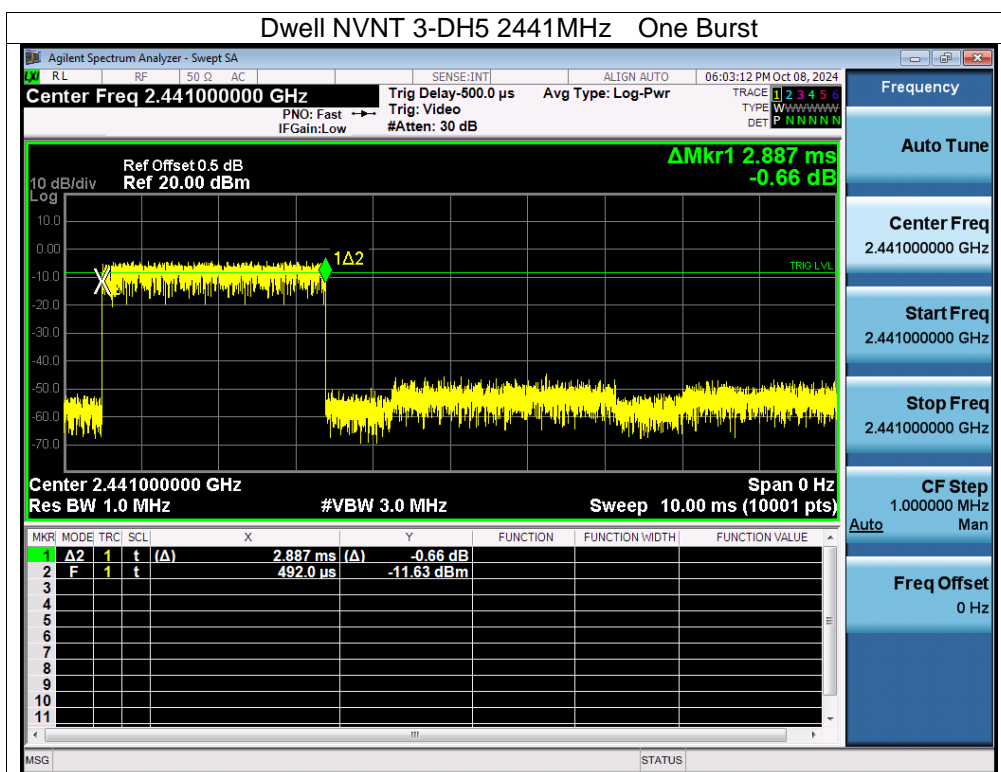 Dwell NVNT 3-DH5 2441MHz One Burst
Agilent Spectrum Analyzer - Swept SA
LXI RL RF 50 Ω AC SENSE:INT ALIGN AUTO 06:03:12 PM Oct 08, 2024
Center Freq 2.441000000 GHz Trig Delay-500.0 µs Avg Type: Log-Pwr TRACE 1 2 3 4 5 6
PNO: Fast Trig: Video TYPE WWWWWW
IFGain:Low #Atten: 30 dB DET P N N N N N
ΔMkr1 2.887 ms
-0.66 dB
Ref Offset 0.5 dB
10 dB/div Ref 20.00 dBm
Log
10.0
0.00
-10.0
-20.0
-30.0
-40.0
-50.0
-60.0
-70.0
1Δ2
TRIG LVL
Center 2.441000000 GHz Span 0 Hz
Res BW 1.0 MHz #VBW 3.0 MHz Sweep 10.00 ms (10001 pts)
MKR MODE TRC SCL X Y FUNCTION FUNCTION WIDTH FUNCTION VALUE
1 Δ2 1 t (Δ) 2.887 ms (Δ) -0.66 dB
2 F 1 t 492.0 µs -11.63 dBm
3
4
5
6
7
8
9
10
11
MSG STATUS
Frequency
Auto Tune
Center Freq
2.441000000 GHz
Start Freq
2.441000000 GHz
Stop Freq
2.441000000 GHz
CF Step
1.000000 MHz
Auto Man
Freq Offset
0 Hz